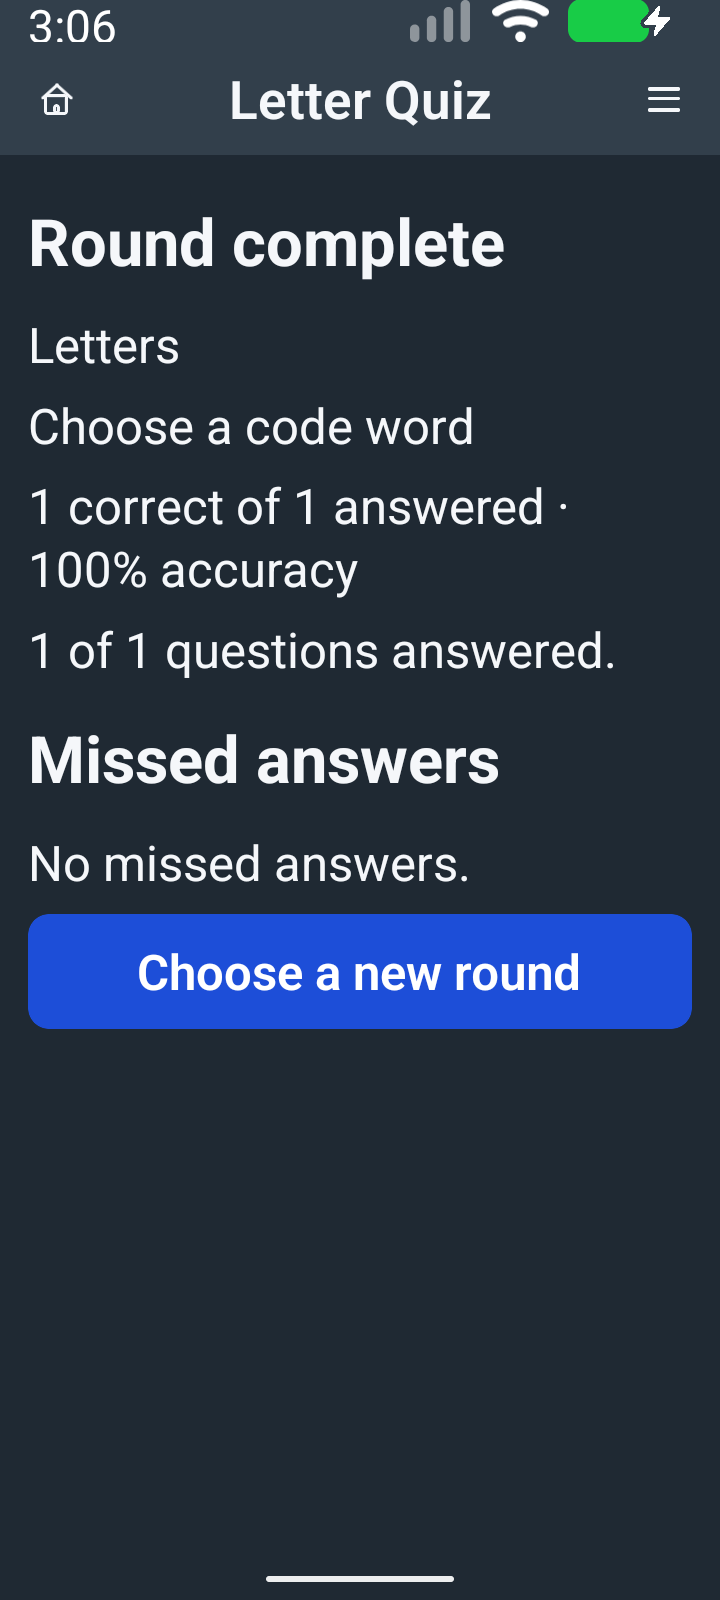 3:06
Letter Quiz
Round complete
Letters
Choose a code word
1 correct of 1 answered ·
100% accuracy
1 of 1 questions answered.
Missed answers
No missed answers.
Choose a new round